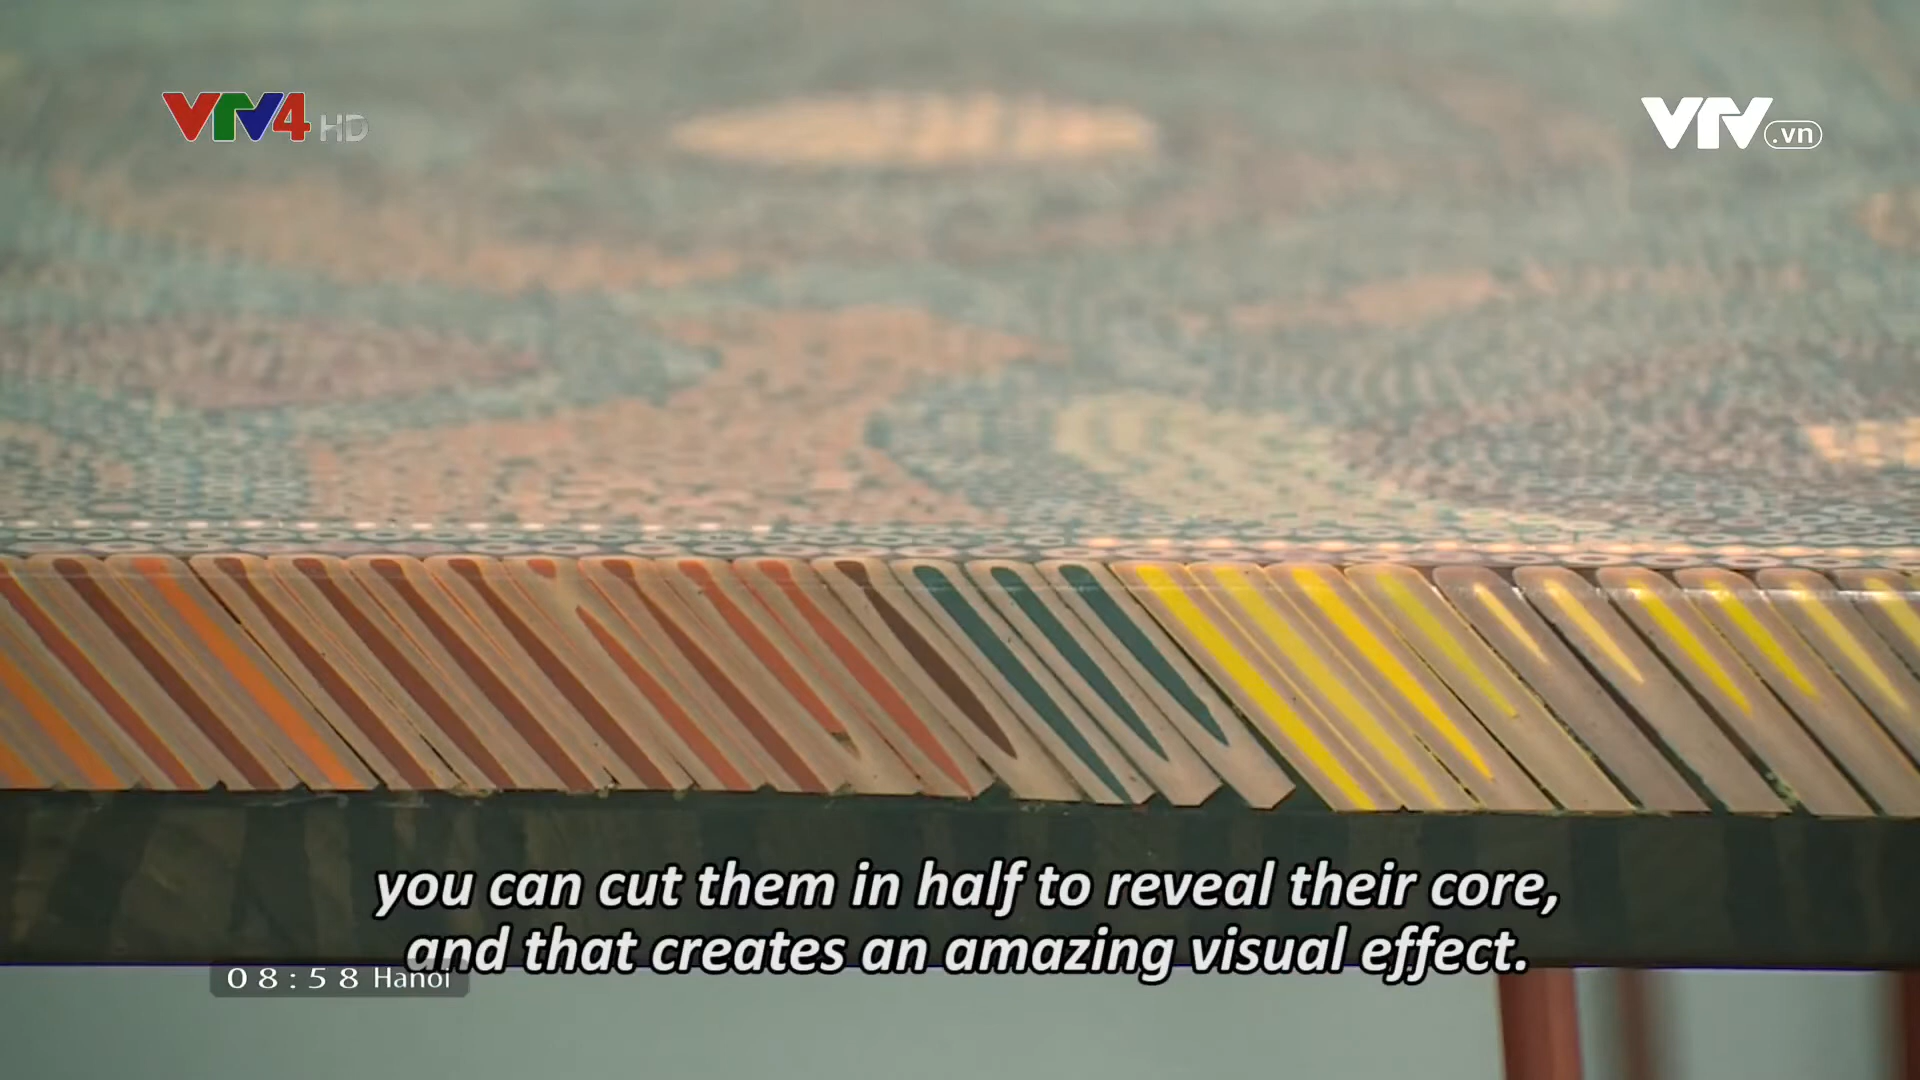 VTV4 HD
VTV.vn
you can cut them in half to reveal their core,
and that creates an amazing visual effect.
08:58 Hanoi